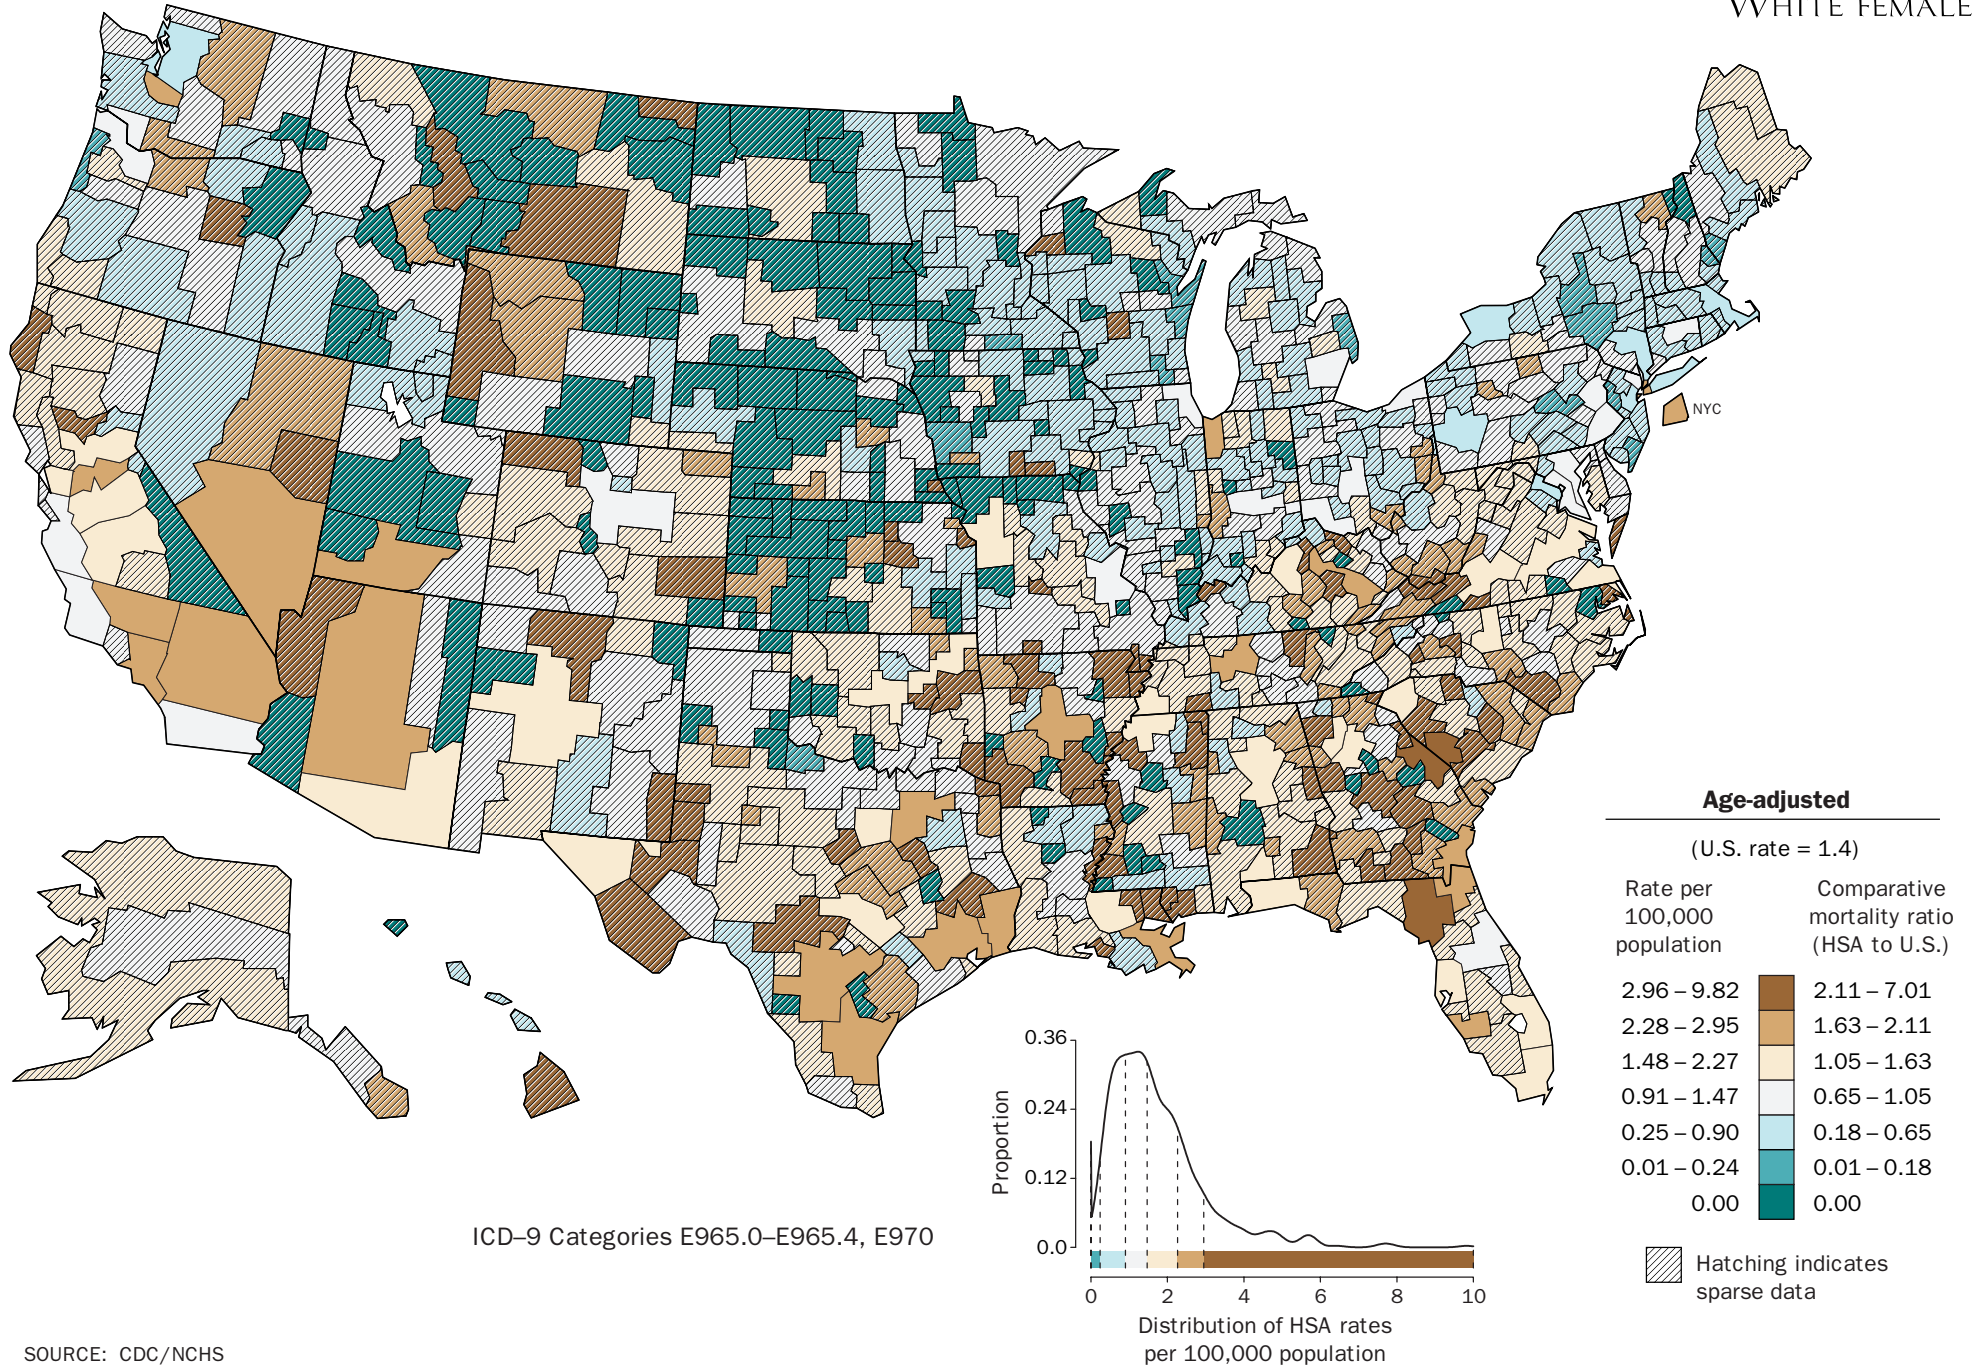 WHITE FEMALE
NYC
Age-adjusted
(U.S. rate = 1.4)
Rate per
100,000
population
Comparative
mortality ratio
(HSA to U.S.)
2.96 – 9.82 2.11 – 7.01
2.28 – 2.95 1.63 – 2.11
1.48 – 2.27 1.05 – 1.63
0.91 – 1.47 0.65 – 1.05
0.25 – 0.90 0.18 – 0.65
0.01 – 0.24 0.01 – 0.18
0.00 0.00
Hatching indicates
sparse data
0.36
0.24
0.12
0.0
Proportion
0 2 4 6 8 10
Distribution of HSA rates
per 100,000 population
ICD–9 Categories E965.0–E965.4, E970
SOURCE: CDC/NCHS